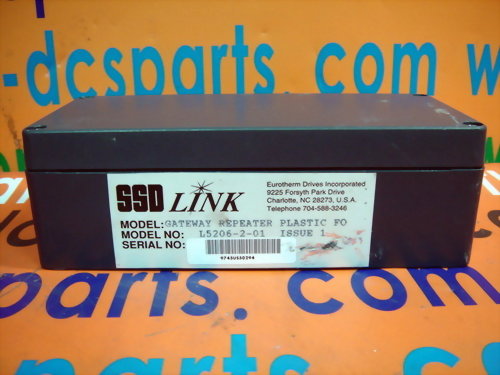 w
-dcsparts.com w
SSD LINK
Eurotherm Drives Incorporated
9225 Forsyth Park Drive
Charlotte, NC 28273, U.S.A.
Telephone 704-588-3246
MODEL: GATEWAY REPEATER PLASTIC FO
MODEL NO: L5206-2-01 ISSUE 1
SERIAL NO:
9743US30294
parts.com